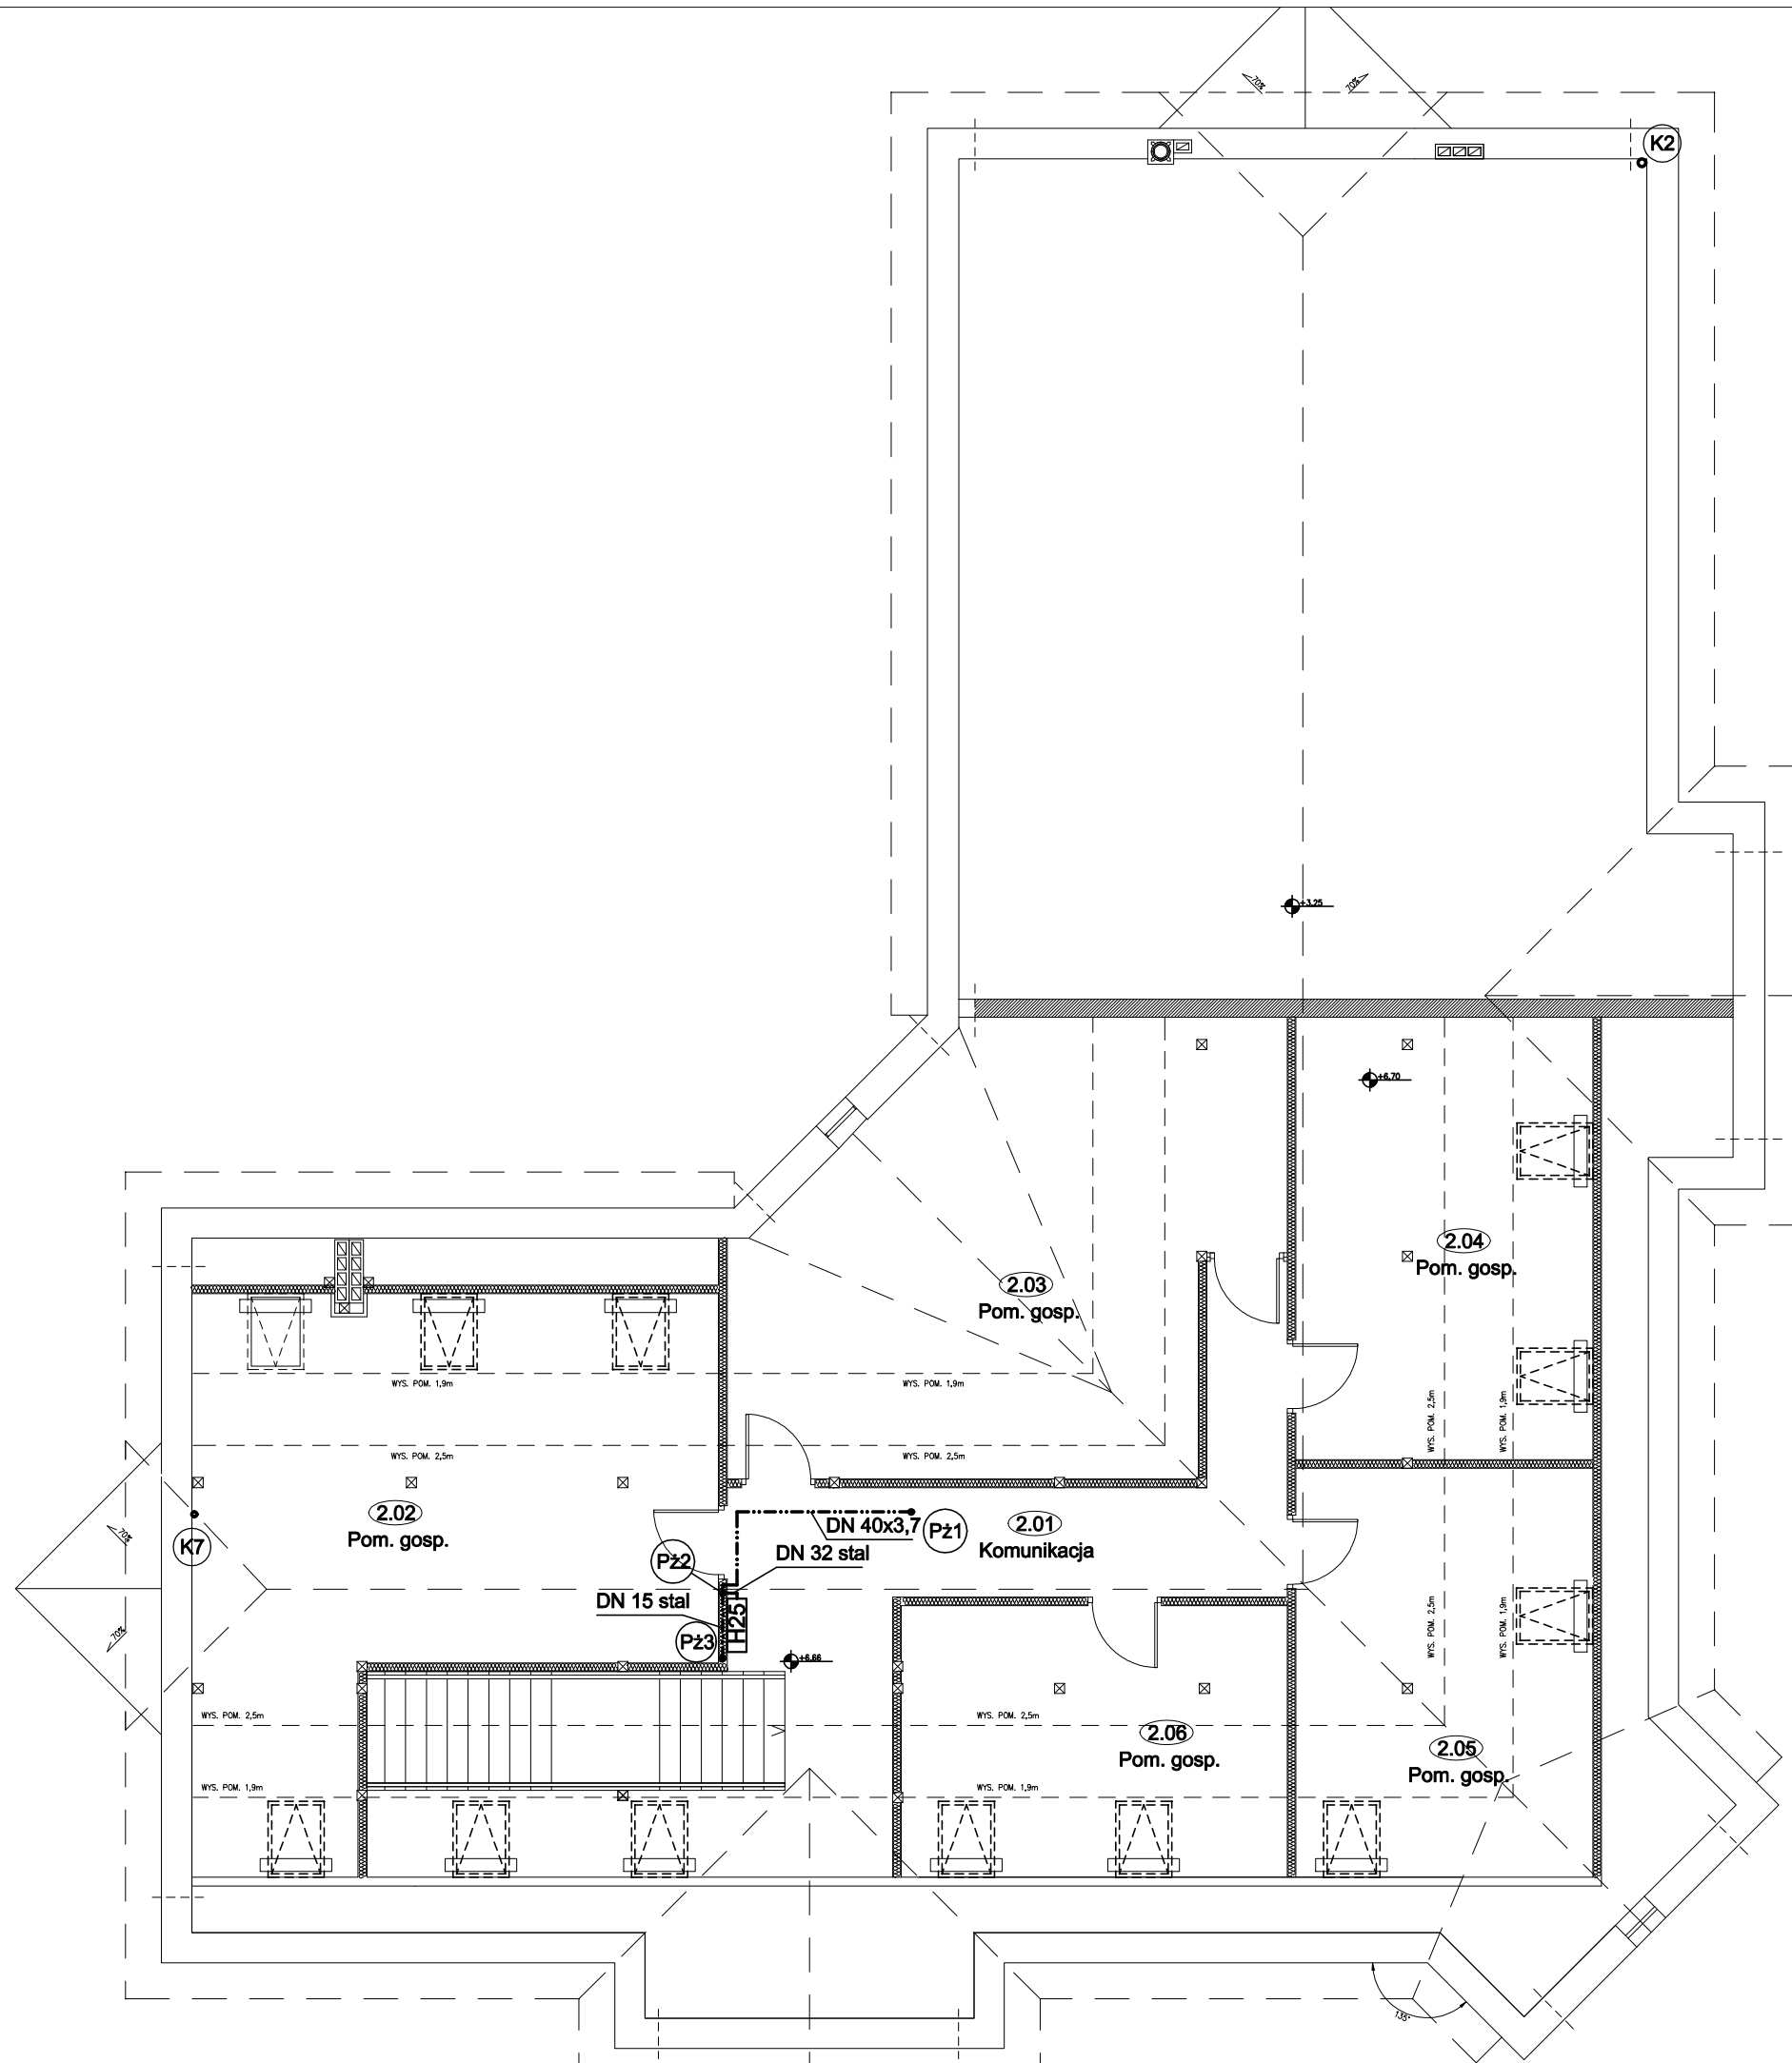 70%
70%
K2
+3.25
+6.70
2.04
Pom. gosp.
2.03
Pom. gosp.
WYS. POM. 1,9m
WYS. POM. 1,9m
WYS. POM. 2,5m
WYS. POM. 1,9m
WYS. POM. 2,5m
WYS. POM. 2,5m
2.02
Pom. gosp.
70%
K7
DN 40x3,7
Pż1
2.01
Komunikacja
Pż2
DN 32 stal
DN 15 stal
H25
Pż3
70%
+6.66
WYS. POM. 2,5m
WYS. POM. 1,9m
WYS. POM. 2,5m
WYS. POM. 2,5m
2.06
Pom. gosp.
2.05
Pom. gosp.
WYS. POM. 1,9m
WYS. POM. 1,9m
135°